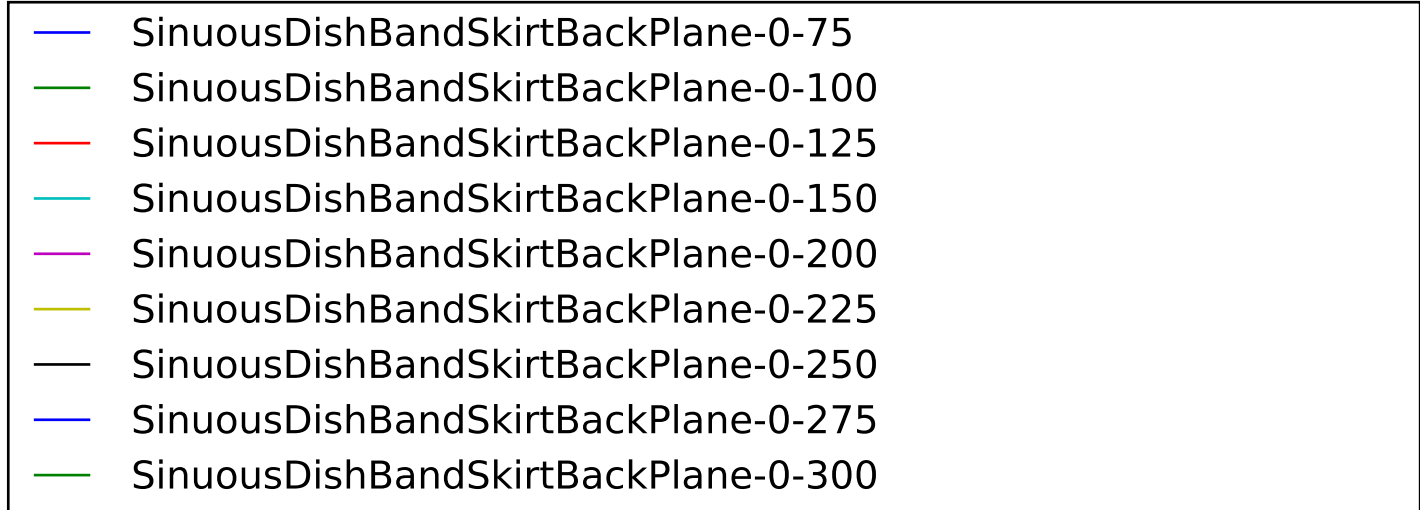 SinuousDishBandSkirtBackPlane-0-75
SinuousDishBandSkirtBackPlane-0-100
SinuousDishBandSkirtBackPlane-0-125
SinuousDishBandSkirtBackPlane-0-150
SinuousDishBandSkirtBackPlane-0-200
SinuousDishBandSkirtBackPlane-0-225
SinuousDishBandSkirtBackPlane-0-250
SinuousDishBandSkirtBackPlane-0-275
SinuousDishBandSkirtBackPlane-0-300